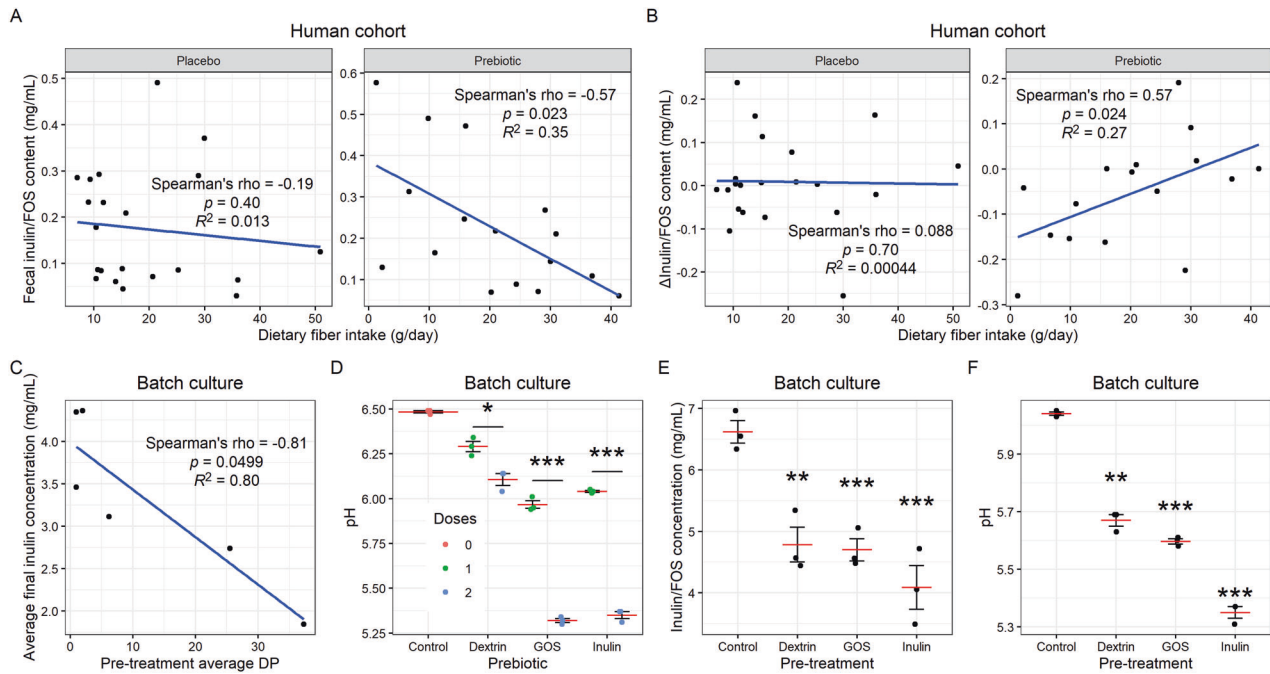 A
Human cohort
Placebo
Prebiotic
Fecal inulin/FOS content (mg/mL)
0.5
0.4
0.3
0.2
0.1
Spearman's rho = -0.19
p = 0.40
R² = 0.013
10 20 30 40 50
0.6
0.5
0.4
0.3
0.2
0.1
Spearman's rho = -0.57
p = 0.023
R² = 0.35
0 10 20 30 40
Dietary fiber intake (g/day)
B
Human cohort
Placebo
Prebiotic
ΔInulin/FOS content (mg/mL)
0.2
0.1
0.0
-0.1
-0.2
Spearman's rho = 0.088
p = 0.70
R² = 0.00044
10 20 30 40 50
0.2
0.1
0.0
-0.1
-0.2
-0.3
Spearman's rho = 0.57
p = 0.024
R² = 0.27
0 10 20 30 40
Dietary fiber intake (g/day)
C
Batch culture
Average final inulin concentration (mg/mL)
4.0
3.5
3.0
2.5
2.0
Spearman's rho = -0.81
p = 0.0499
R² = 0.80
0 10 20 30
Pre-treatment average DP
D
Batch culture
pH
6.50
6.25
6.00
5.75
5.50
5.25
*
***
***
Doses
0
1
2
Control Dextrin GOS Inulin
Prebiotic
E
Batch culture
Inulin/FOS concentration (mg/mL)
7
6
5
4
**
***
***
Control Dextrin GOS Inulin
Pre-treatment
F
Batch culture
pH
5.9
5.7
5.5
5.3
**
***
***
Control Dextrin GOS Inulin
Pre-treatment